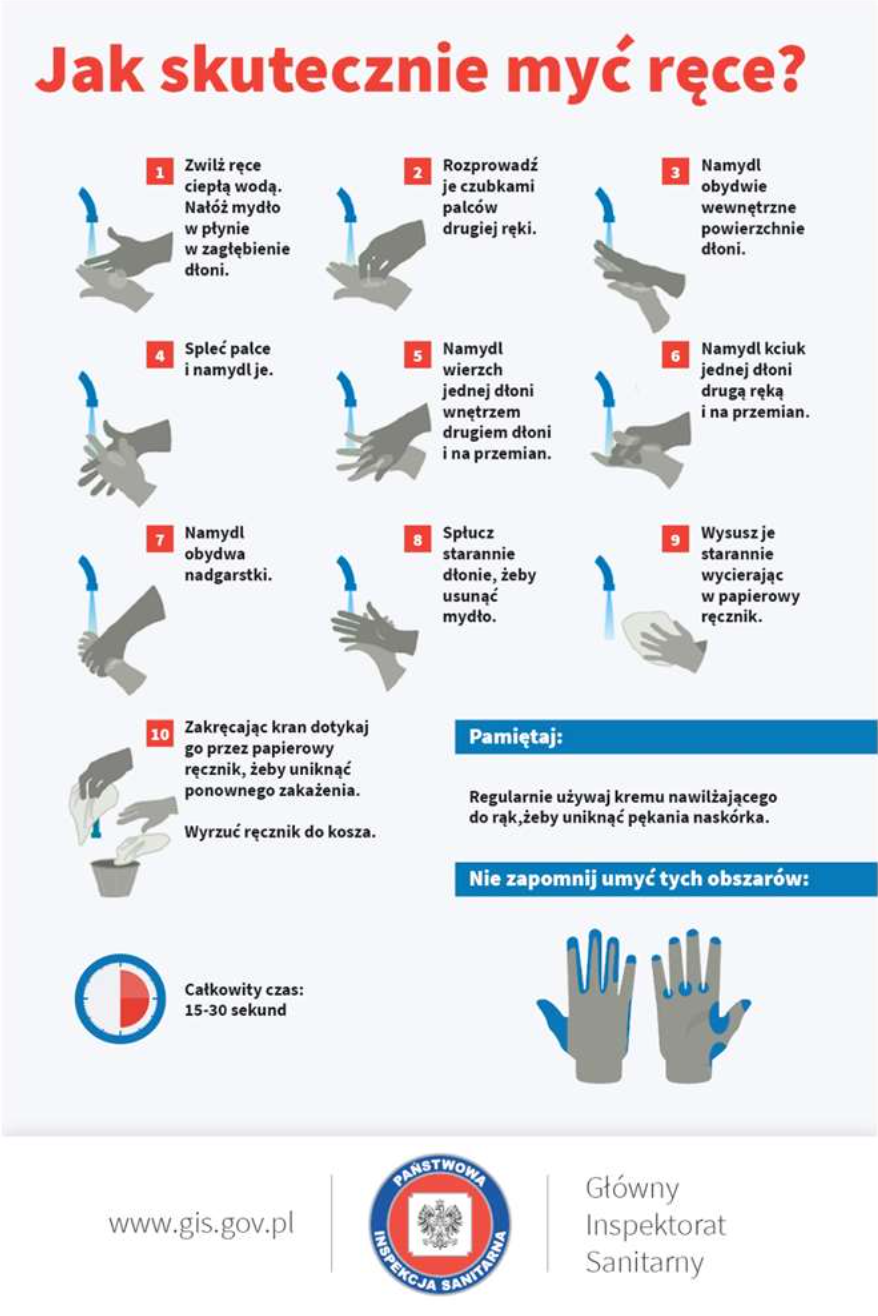 Jak skutecznie myć ręce?
1
Zwilż ręce
ciepłą wodą.
Nałóż mydło
w płynie
w zagłębienie
dłoni.
2
Rozprowadź
je czubkami
palców
drugiej ręki.
3
Namydl
obydwie
wewnętrzne
powierzchnie
dłoni.
4
Spleć palce
i namydl je.
5
Namydl
wierzch
jednej dłoni
wnętrzem
drugiem dłoni
i na przemian.
6
Namydl kciuk
jednej dłoni
drugą ręką
i na przemian.
7
Namydl
obydwa
nadgarstki.
8
Spłucz
starannie
dłonie, żeby
usunąć
mydło.
9
Wysusz je
starannie
wycierając
w papierowy
ręcznik.
10
Zakręcając kran dotykaj
go przez papierowy
ręcznik, żeby uniknąć
ponownego zakażenia.
Wyrzuć ręcznik do kosza.
Pamiętaj:
Regularnie używaj kremu nawilżającego
do rąk,żeby uniknąć pękania naskórka.
Nie zapomnij umyć tych obszarów:
Całkowity czas:
15-30 sekund
www.gis.gov.pl
PAŃSTWOWA
INSPEKCJA SANITARNA
Główny
Inspektorat
Sanitarny